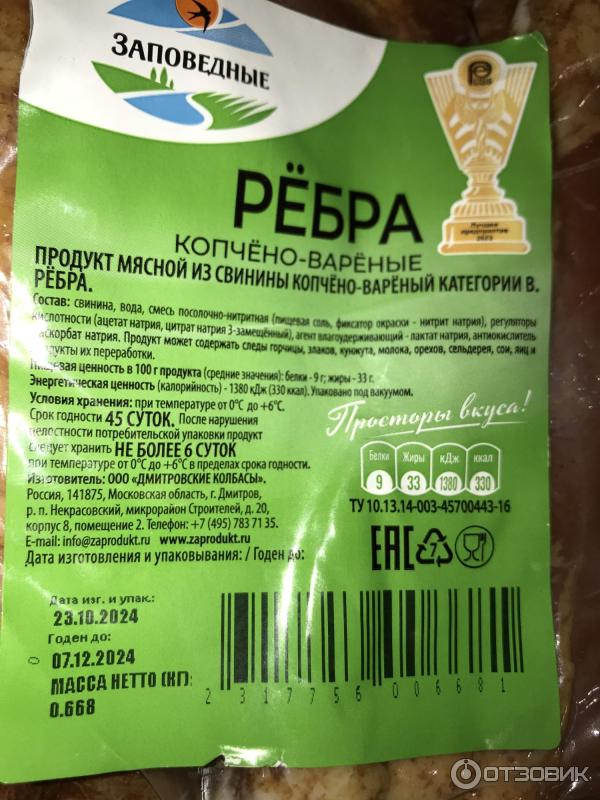 ЗАПОВЕДНЫЕ
Лучшее
предприятие
2023
РЁБРА
КОПЧЁНО-ВАРЁНЫЕ
ПРОДУКТ МЯСНОЙ ИЗ СВИНИНЫ КОПЧЁНО-ВАРЁНЫЙ КАТЕГОРИИ В.
РЁБРА.
Состав: свинина, вода, смесь посолочно-нитритная (пищевая соль, фиксатор окраски - нитрит натрия), регуляторы
кислотности (ацетат натрия, цитрат натрия 3-замещённый), агент влагоудерживающий - лактат натрия, антиокислитель
аскорбат натрия. Продукт может содержать следы горчицы, злаков, кунжута, молока, орехов, сельдерея, сои, яиц и
продукты их переработки.
Пищевая ценность в 100 г продукта (средние значения): белки - 9 г; жиры - 33 г.
Энергетическая ценность (калорийность) - 1380 кДж (330 ккал). Упаковано под вакуумом.
Условия хранения: при температуре от 0°С до +6°С.
Срок годности 45 СУТОК. После нарушения
целостности потребительской упаковки продукт
следует хранить НЕ БОЛЕЕ 6 СУТОК
при температуре от 0°С до +6°С в пределах срока годности.
Изготовитель: ООО «ДМИТРОВСКИЕ КОЛБАСЫ».
Россия, 141875, Московская область, г. Дмитров,
р. п. Некрасовский, микрорайон Строителей, д. 20,
корпус 8, помещение 2. Телефон: +7 (495) 783 71 35.
E-mail: info@zaprodukt.ru www.zaprodukt.ru
Дата изготовления и упаковывания: / Годен до:
Просторы вкуса!
Белки Жиры кДж ккал
9 33 1380 330
ТУ 10.13.14-003-45700443-16
EAC 7
Дата изг. и упак.:
23.10.2024
Годен до:
07.12.2024
МАССА НЕТТО (КГ):
0.668
2 317756 006681
ОТЗОВИК